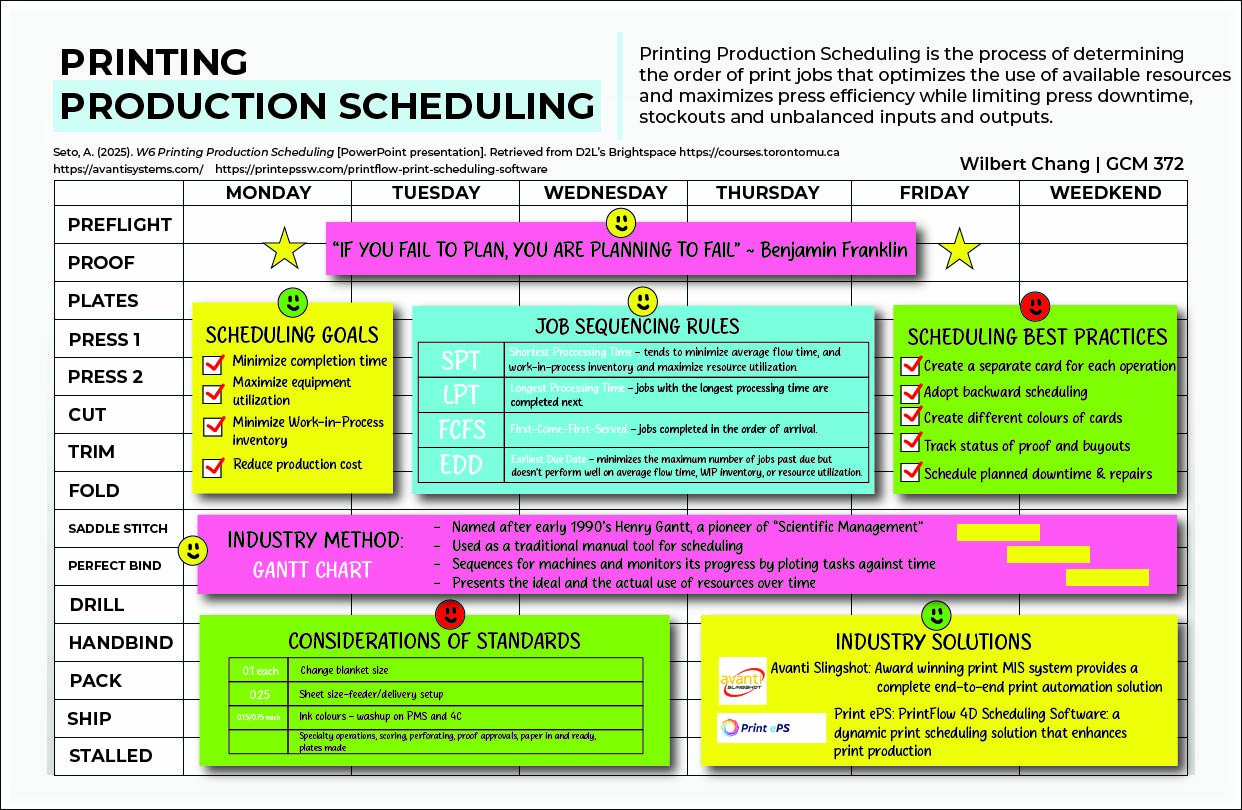 PRINTING
PRODUCTION SCHEDULING
Printing Production Scheduling is the process of determining
the order of print jobs that optimizes the use of available resources
and maximizes press efficiency while limiting press downtime,
stockouts and unbalanced inputs and outputs.
Seto, A. (2025). W6 Printing Production Scheduling [PowerPoint presentation]. Retrieved from D2L's Brightspace https://courses.torontomu.ca
https://avantisystems.com/ https://printepssw.com/printflow-print-scheduling-software
Wilbert Chang | GCM 372
MONDAY TUESDAY WEDNESDAY THURSDAY FRIDAY WEEDKEND
PREFLIGHT
PROOF
PLATES
PRESS 1
PRESS 2
CUT
TRIM
FOLD
SADDLE STITCH
PERFECT BIND
DRILL
HANDBIND
PACK
SHIP
STALLED
"IF YOU FAIL TO PLAN, YOU ARE PLANNING TO FAIL" ~ Benjamin Franklin
SCHEDULING GOALS
Minimize completion time
Maximize equipment
utilization
Minimize Work-in-Process
inventory
Reduce production cost
JOB SEQUENCING RULES
SPT
Shortest Proccessing Time - tends to minimize average flow time, and
work-in-process inventory and maximize resource utilization.
LPT
Longest Processing Time - jobs with the longest processing time are
completed next.
FCFS
First-Come-First-Served - jobs completed in the order of arrival.
EDD
Earliest Due Date - minimizes the maximum number of jobs past due but
doesn't perform well on average flow time, WIP inventory, or resource utilization.
SCHEDULING BEST PRACTICES
Create a separate card for each operation
Adopt backward scheduling
Create different colours of cards
Track status of proof and buyouts
Schedule planned downtime & repairs
INDUSTRY METHOD:
GANTT CHART
- Named after early 1990's Henry Gantt, a pioneer of "Scientific Management"
- Used as a traditional manual tool for scheduling
- Sequences for machines and monitors its progress by ploting tasks against time
- Presents the ideal and the actual use of resources over time
CONSIDERATIONS OF STANDARDS
0.1 each Change blanket size
0.25 Sheet size-feeder/delivery setup
0.15/0.75 each Ink colours - washup on PMS and 4C
Specialty operations, scoring, perforating, proof approvals, paper in and ready,
plates made
INDUSTRY SOLUTIONS
avanti
SLINGSHOT
Avanti Slingshot: Award winning print MIS system provides a
complete end-to-end print automation solution
Print ePS
Print ePS: PrintFlow 4D Scheduling Software: a
dynamic print scheduling solution that enhances
print production